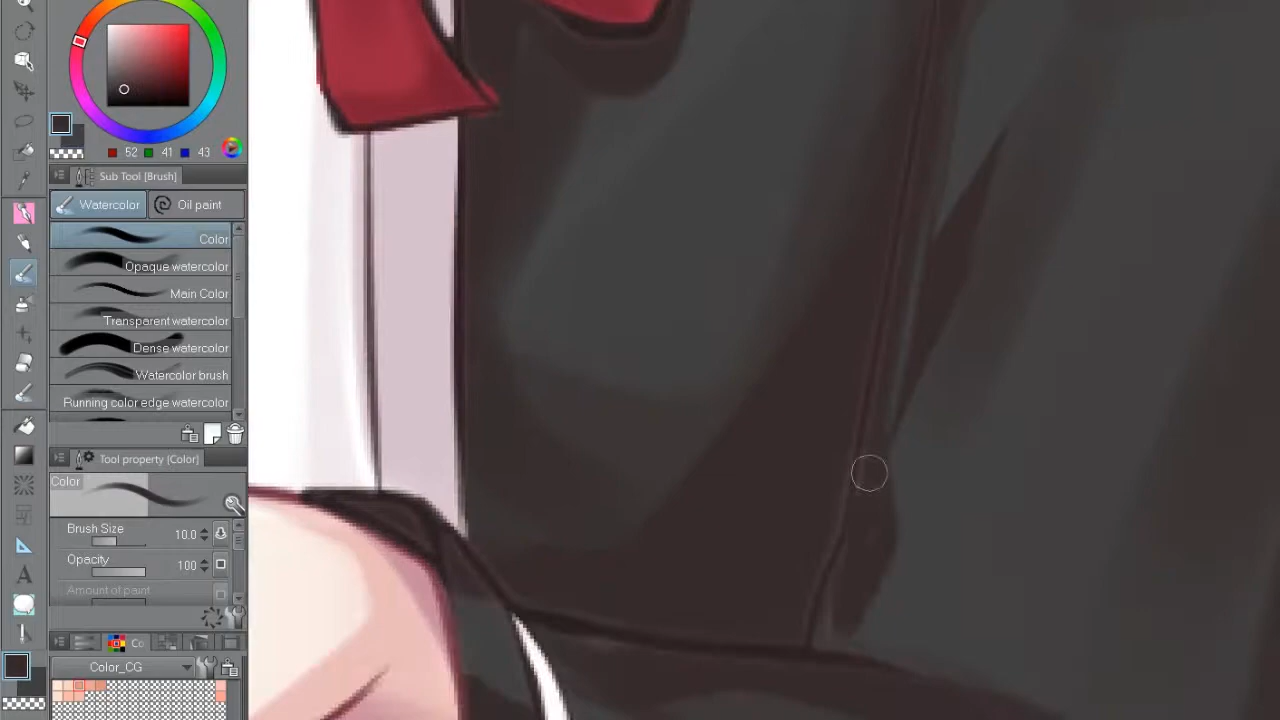 52 41 43
Sub Tool [Brush]
Watercolor Oil paint
Color
Opaque watercolor
Main Color
Transparent watercolor
Dense watercolor
Watercolor brush
Running color edge watercolor
Tool property [Color]
Color
Brush Size 10.0
Opacity 100
Amount of paint
Co
Color_CG